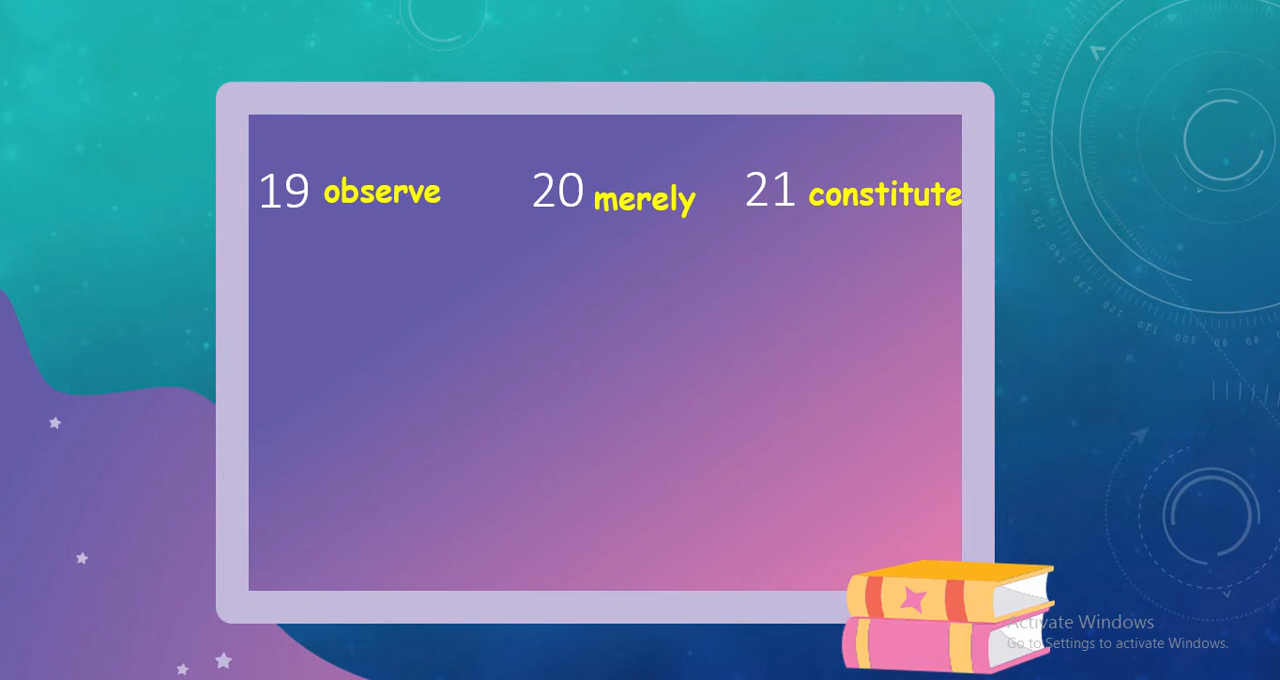 19 observe 20 merely 21 constitute
Activate Windows
Go to Settings to activate Windows.